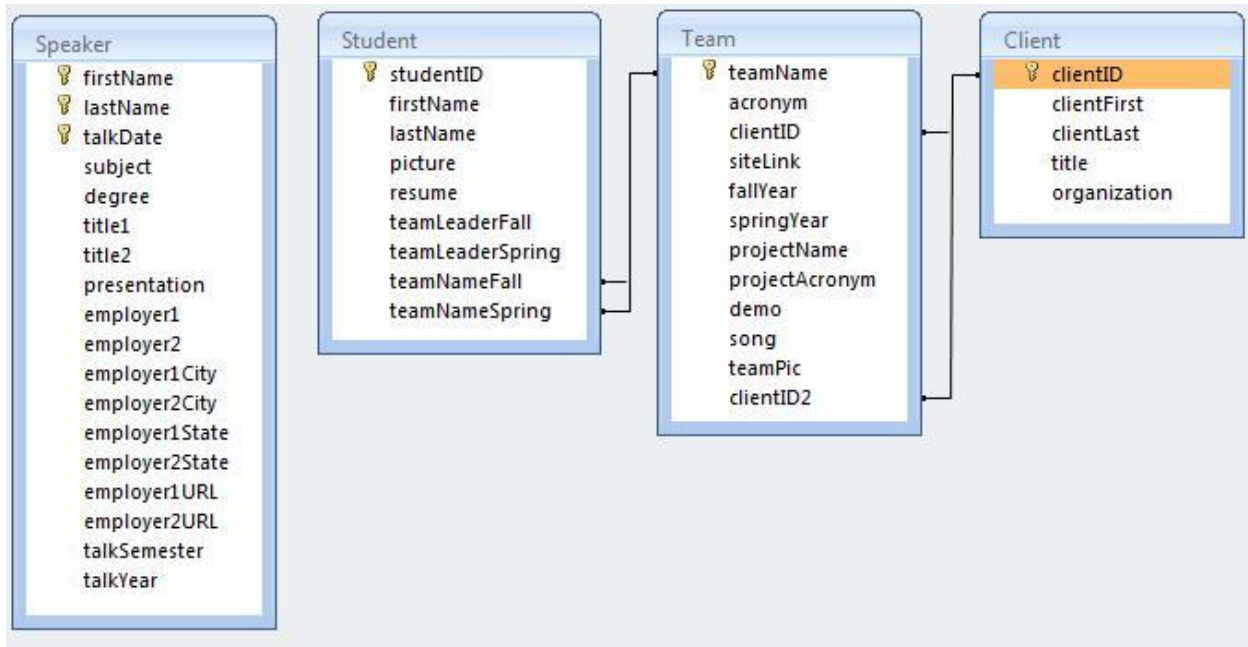 Speaker
firstName
lastName
talkDate
subject
degree
title1
title2
presentation
employer1
employer2
employer1City
employer2City
employer1State
employer2State
employer1URL
employer2URL
talkSemester
talkYear
Student
studentID
firstName
lastName
picture
resume
teamLeaderFall
teamLeaderSpring
teamNameFall
teamNameSpring
Team
teamName
acronym
clientID
siteLink
fallYear
springYear
projectName
projectAcronym
demo
song
teamPic
clientID2
Client
clientID
clientFirst
clientLast
title
organization